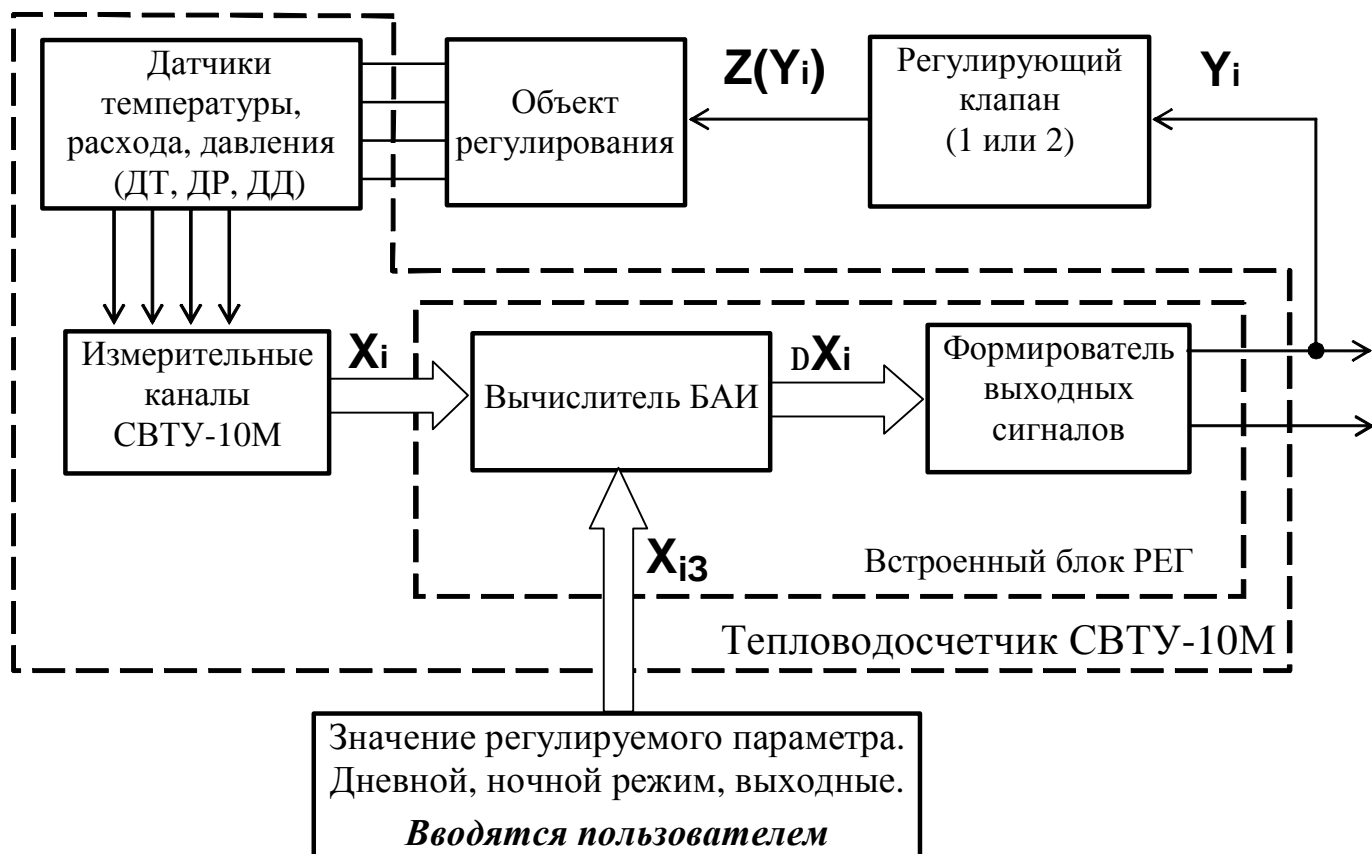 Датчики
температуры,
расхода, давления
(ДТ, ДР, ДД)
Объект
регулирования
Z(Yi)
Регулирующий
клапан
(1 или 2)
Yi
Измерительные
каналы
СВТУ-10М
Xi
Вычислитель БАИ
DXi
Формирователь
выходных
сигналов
XiЗ
Встроенный блок РЕГ
Тепловодосчетчик СВТУ-10М
Значение регулируемого параметра.
Дневной, ночной режим, выходные.
Вводятся пользователем